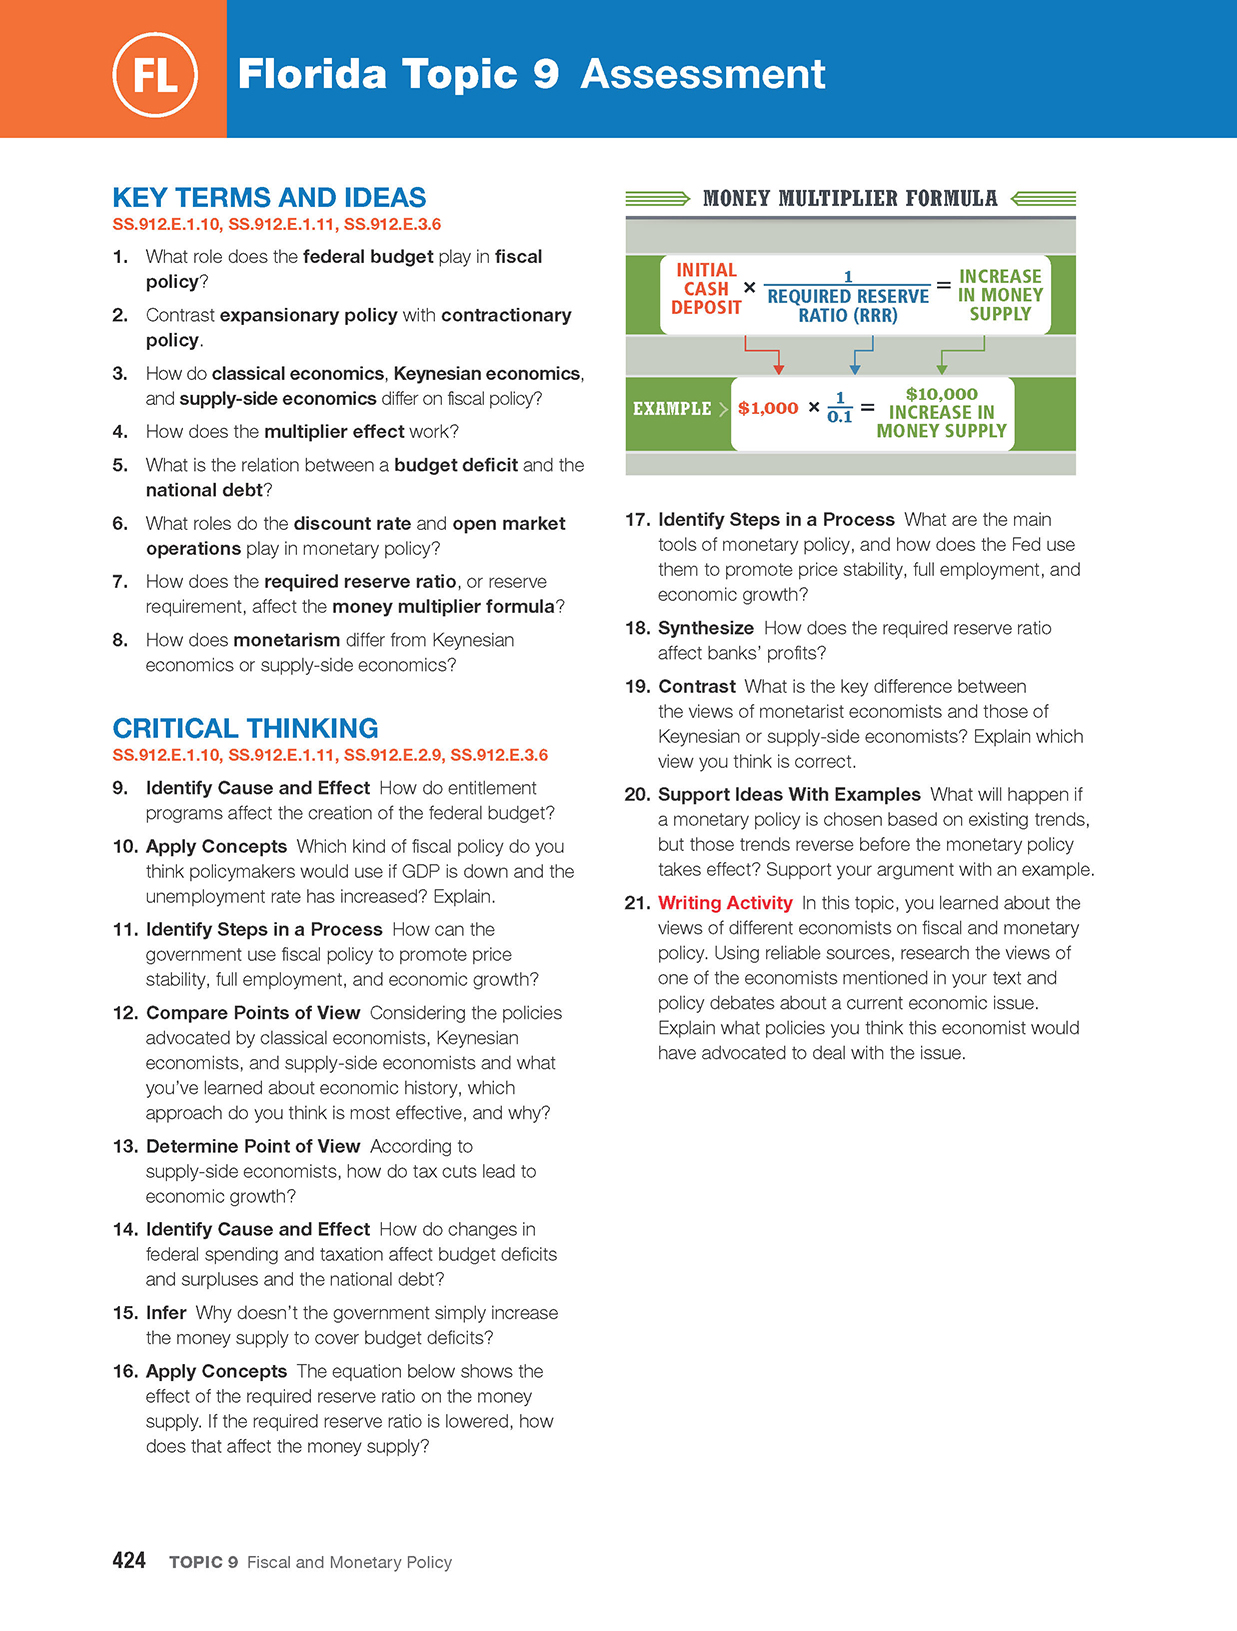 FL
Florida Topic 9 Assessment
KEY TERMS AND IDEAS
SS.912.E.1.10, SS.912.E.1.11, SS.912.E.3.6
1. What role does the federal budget play in fiscal
policy?
2. Contrast expansionary policy with contractionary
policy.
3. How do classical economics, Keynesian economics,
and supply-side economics differ on fiscal policy?
4. How does the multiplier effect work?
5. What is the relation between a budget deficit and the
national debt?
6. What roles do the discount rate and open market
operations play in monetary policy?
7. How does the required reserve ratio, or reserve
requirement, affect the money multiplier formula?
8. How does monetarism differ from Keynesian
economics or supply-side economics?
CRITICAL THINKING
SS.912.E.1.10, SS.912.E.1.11, SS.912.E.2.9, SS.912.E.3.6
9. Identify Cause and Effect How do entitlement
programs affect the creation of the federal budget?
10. Apply Concepts Which kind of fiscal policy do you
think policymakers would use if GDP is down and the
unemployment rate has increased? Explain.
11. Identify Steps in a Process How can the
government use fiscal policy to promote price
stability, full employment, and economic growth?
12. Compare Points of View Considering the policies
advocated by classical economists, Keynesian
economists, and supply-side economists and what
you've learned about economic history, which
approach do you think is most effective, and why?
13. Determine Point of View According to
supply-side economists, how do tax cuts lead to
economic growth?
14. Identify Cause and Effect How do changes in
federal spending and taxation affect budget deficits
and surpluses and the national debt?
15. Infer Why doesn't the government simply increase
the money supply to cover budget deficits?
16. Apply Concepts The equation below shows the
effect of the required reserve ratio on the money
supply. If the required reserve ratio is lowered, how
does that affect the money supply?
MONEY MULTIPLIER FORMULA
INITIAL
CASH
DEPOSIT
×
1
REQUIRED RESERVE
RATIO (RRR)
=
INCREASE
IN MONEY
SUPPLY
EXAMPLE
$1,000
×
1
0.1
=
$10,000
INCREASE IN
MONEY SUPPLY
17. Identify Steps in a Process What are the main
tools of monetary policy, and how does the Fed use
them to promote price stability, full employment, and
economic growth?
18. Synthesize How does the required reserve ratio
affect banks' profits?
19. Contrast What is the key difference between
the views of monetarist economists and those of
Keynesian or supply-side economists? Explain which
view you think is correct.
20. Support Ideas With Examples What will happen if
a monetary policy is chosen based on existing trends,
but those trends reverse before the monetary policy
takes effect? Support your argument with an example.
21. Writing Activity In this topic, you learned about the
views of different economists on fiscal and monetary
policy. Using reliable sources, research the views of
one of the economists mentioned in your text and
policy debates about a current economic issue.
Explain what policies you think this economist would
have advocated to deal with the issue.
424 TOPIC 9 Fiscal and Monetary Policy